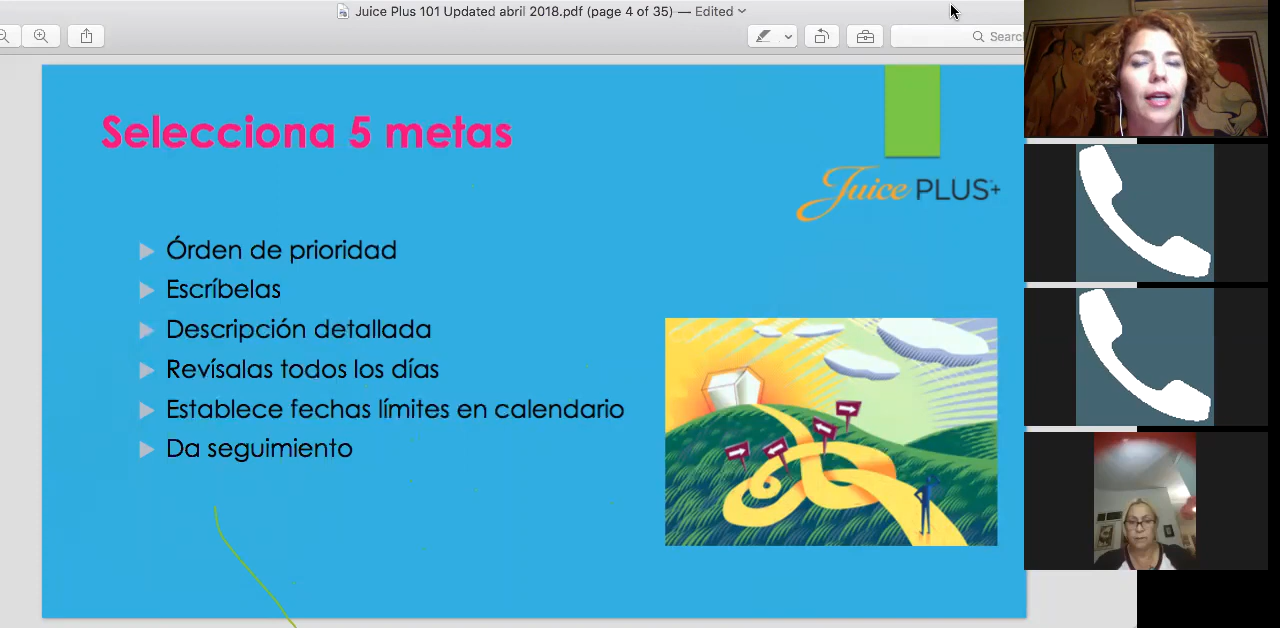 Juice Plus 101 Updated abril 2018.pdf (page 4 of 35) — Edited
Search
Selecciona 5 metas
Juice PLUS+
Órden de prioridad
Escríbelas
Descripción detallada
Revísalas todos los días
Establece fechas límites en calendario
Da seguimiento